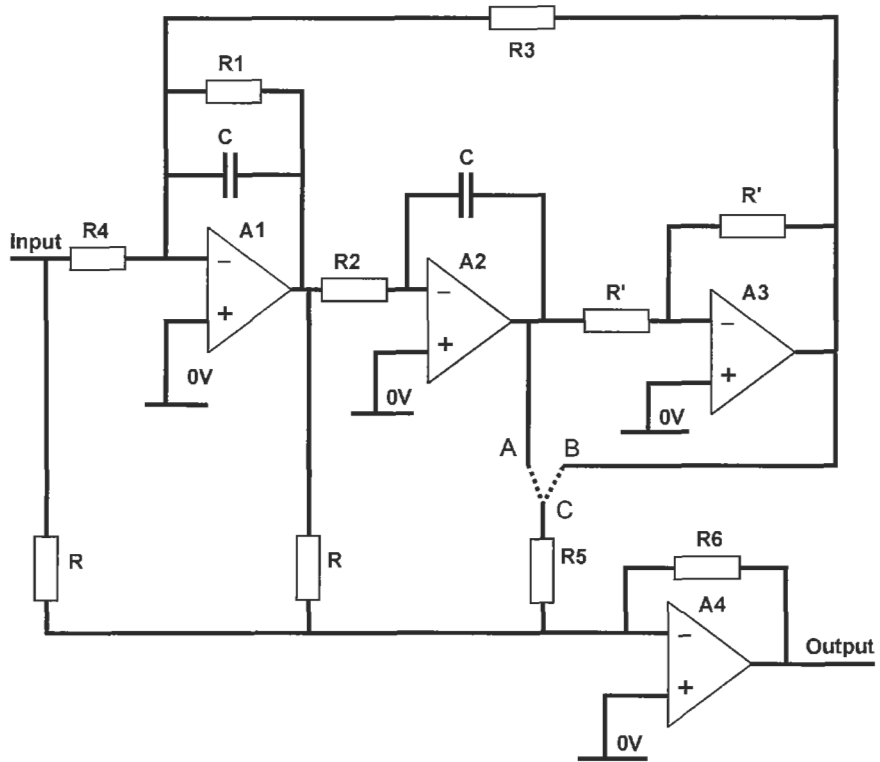 R3
R1
C
C
R'
Input
R4
A1
R2
A2
R'
A3
−
+
−
+
−
+
0V
0V
0V
A
B
C
R
R
R5
R6
A4
−
+
Output
0V